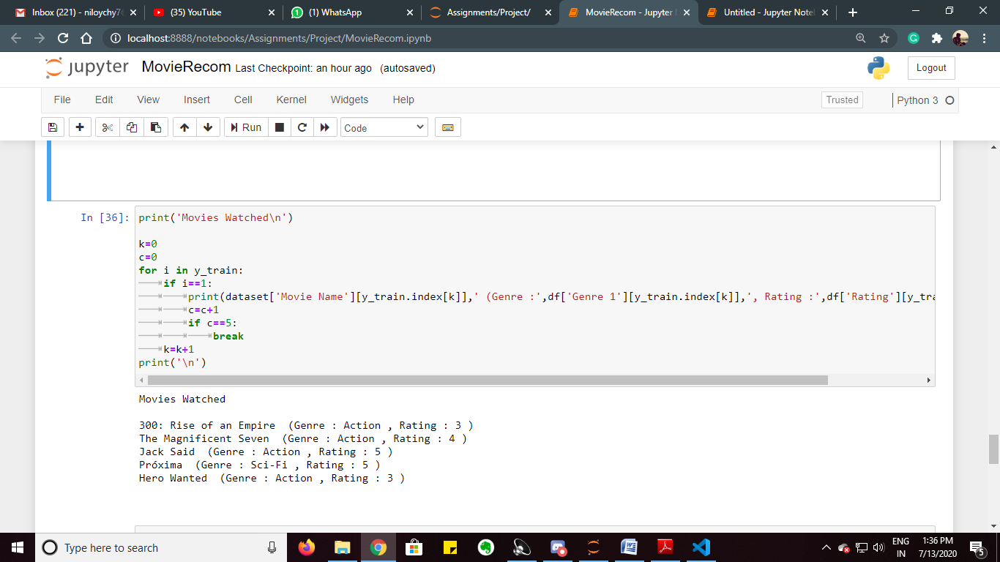 Inbox (221) - niloychy7
(35) YouTube
(1) WhatsApp
Assignments/Project/
MovieRecom - Jupyter
Untitled - Jupyter Note
localhost:8888/notebooks/Assignments/Project/MovieRecom.ipynb
jupyter MovieRecom Last Checkpoint: an hour ago (autosaved)
Logout
File Edit View Insert Cell Kernel Widgets Help
Trusted
Python 3
Run
Code
In [36]:
print('Movies Watched\n')
k=0
c=0
for i in y_train:
if i==1:
print(dataset['Movie Name'][y_train.index[k]],' (Genre :',df['Genre 1'][y_train.index[k]],', Rating :',df['Rating'][y_tra
c=c+1
if c==5:
break
k=k+1
print('\n')
Movies Watched
300: Rise of an Empire  (Genre : Action , Rating : 3 )
The Magnificent Seven  (Genre : Action , Rating : 4 )
Jack Said  (Genre : Action , Rating : 5 )
Próxima  (Genre : Sci-Fi , Rating : 5 )
Hero Wanted  (Genre : Action , Rating : 3 )
Type here to search
ENG
IN
1:36 PM
7/13/2020
5